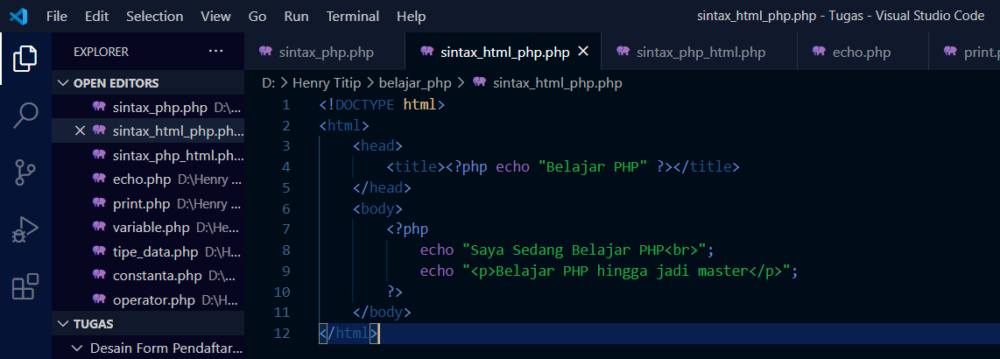 File Edit Selection View Go Run Terminal Help sintax_html_php.php - Tugas - Visual Studio Code
EXPLORER ··· sintax_php.php sintax_html_php.php sintax_php_html.php echo.php print.p
OPEN EDITORS D: > Henry Titip > belajar_php > sintax_html_php.php
sintax_php.php D:\...
sintax_html_php.ph...
sintax_php_html.ph...
echo.php D:\Henry ...
print.php D:\Henry ...
variable.php D:\He...
tipe_data.php D:\H...
constanta.php D:\...
operator.php D:\H...
TUGAS
Desain Form Pendaftar...
1 <!DOCTYPE html>
2 <html>
3 <head>
4 <title><?php echo "Belajar PHP" ?></title>
5 </head>
6 <body>
7 <?php
8 echo "Saya Sedang Belajar PHP<br>";
9 echo "<p>Belajar PHP hingga jadi master</p>";
10 ?>
11 </body>
12 </html>